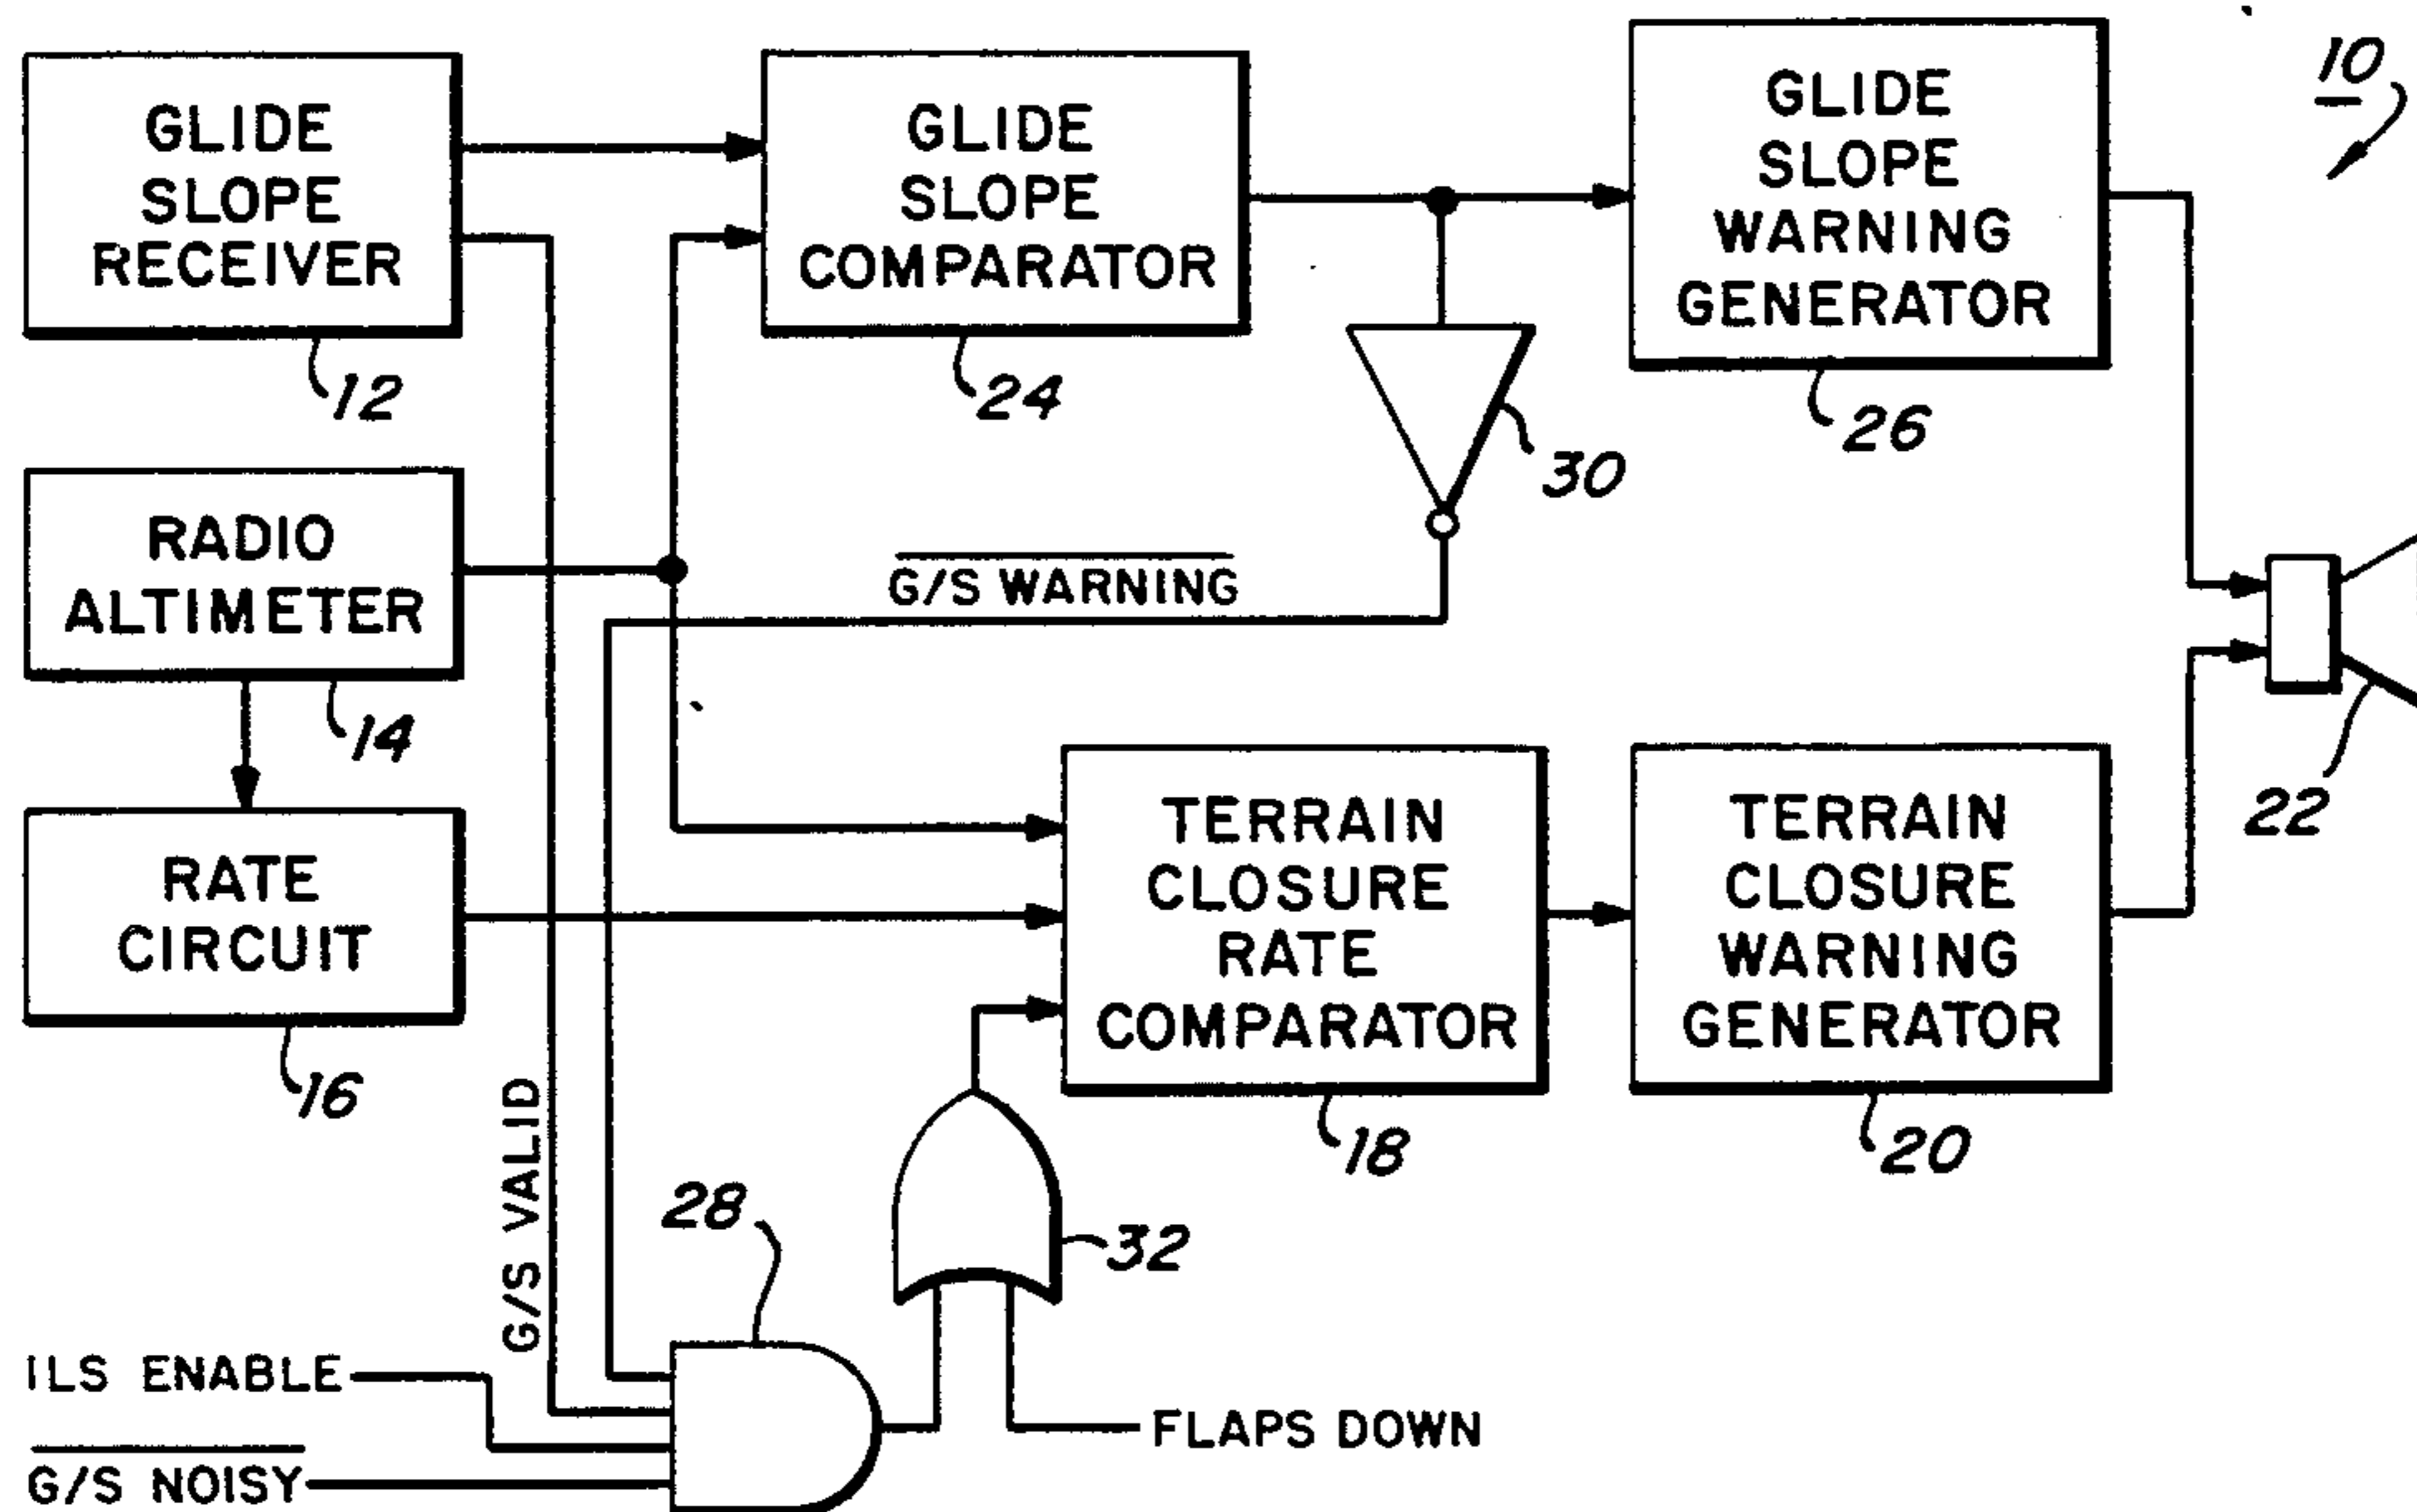 GLIDE
SLOPE
RECEIVER
12
GLIDE
SLOPE
COMPARATOR
24
GLIDE
SLOPE
WARNING
GENERATOR
26
10
30
RADIO
ALTIMETER
14
G/S WARNING
22
RATE
CIRCUIT
16
TERRAIN
CLOSURE
RATE
COMPARATOR
18
TERRAIN
CLOSURE
WARNING
GENERATOR
20
G/S VALID
28
32
ILS ENABLE
G/S NOISY
FLAPS DOWN